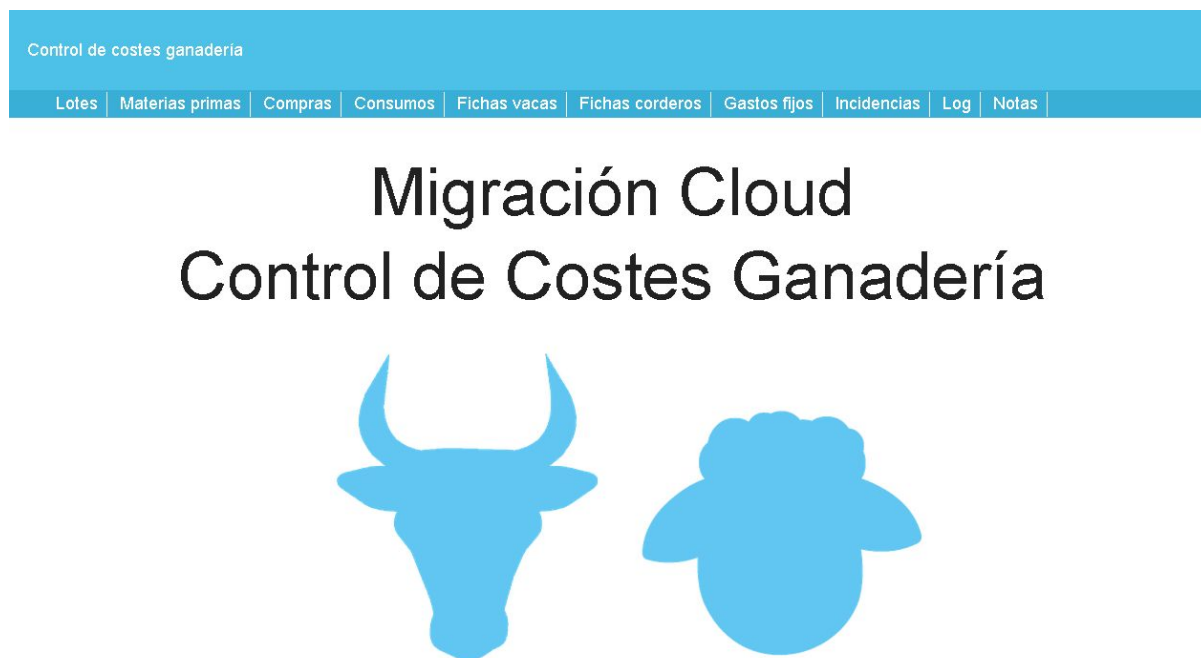 Control de costes ganadería
Lotes Materias primas Compras Consumos Fichas vacas Fichas corderos Gastos fijos Incidencias Log Notas
Migración Cloud
Control de Costes Ganadería